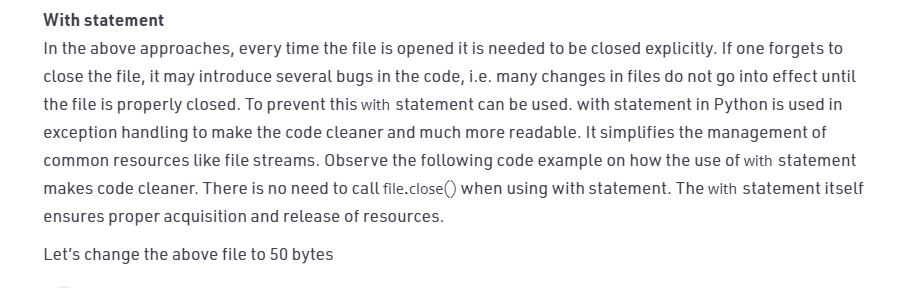 With statement
In the above approaches, every time the file is opened it is needed to be closed explicitly. If one forgets to
close the file, it may introduce several bugs in the code, i.e. many changes in files do not go into effect until
the file is properly closed. To prevent this with statement can be used. with statement in Python is used in
exception handling to make the code cleaner and much more readable. It simplifies the management of
common resources like file streams. Observe the following code example on how the use of with statement
makes code cleaner. There is no need to call file.close() when using with statement. The with statement itself
ensures proper acquisition and release of resources.
Let's change the above file to 50 bytes